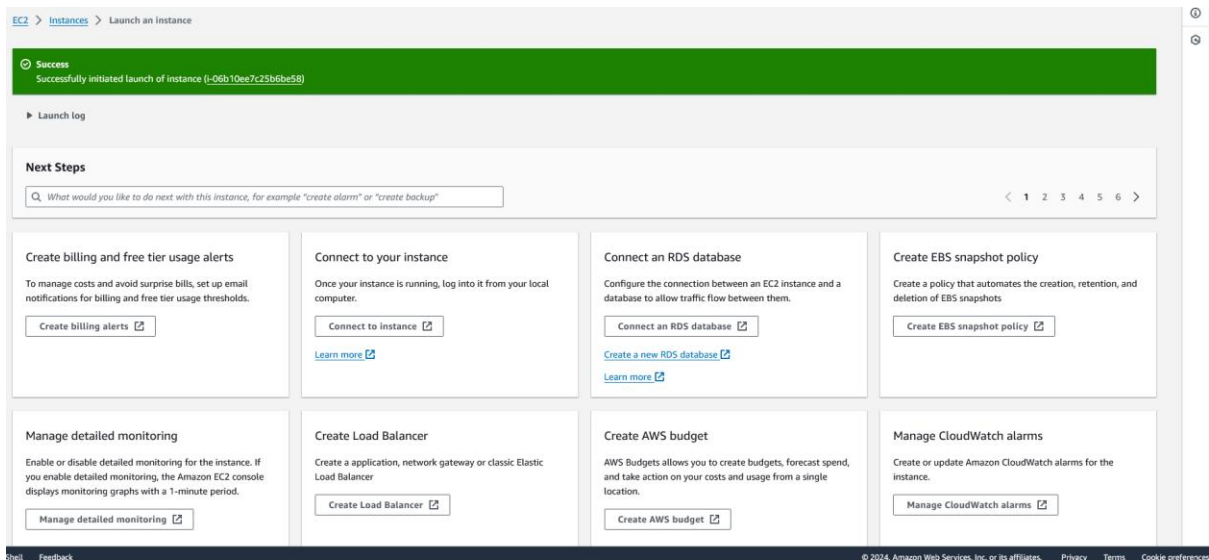 EC2 > Instances > Launch an instance
Success
Successfully initiated launch of instance (i-06b10ee7c25b6be58)
Launch log
Next Steps
What would you like to do next with this instance, for example "create alarm" or "create backup"
1 2 3 4 5 6
Create billing and free tier usage alerts
To manage costs and avoid surprise bills, set up email
notifications for billing and free tier usage thresholds.
Create billing alerts
Connect to your instance
Once your instance is running, log into it from your local
computer.
Connect to instance
Learn more
Connect an RDS database
Configure the connection between an EC2 instance and a
database to allow traffic flow between them.
Connect an RDS database
Create a new RDS database
Learn more
Create EBS snapshot policy
Create a policy that automates the creation, retention, and
deletion of EBS snapshots
Create EBS snapshot policy
Manage detailed monitoring
Enable or disable detailed monitoring for the instance. If
you enable detailed monitoring, the Amazon EC2 console
displays monitoring graphs with a 1-minute period.
Manage detailed monitoring
Create Load Balancer
Create a application, network gateway or classic Elastic
Load Balancer
Create Load Balancer
Create AWS budget
AWS Budgets allows you to create budgets, forecast spend,
and take action on your costs and usage from a single
location.
Create AWS budget
Manage CloudWatch alarms
Create or update Amazon CloudWatch alarms for the
instance.
Manage CloudWatch alarms
Shell Feedback © 2024, Amazon Web Services, Inc. or its affiliates. Privacy Terms Cookie preferences